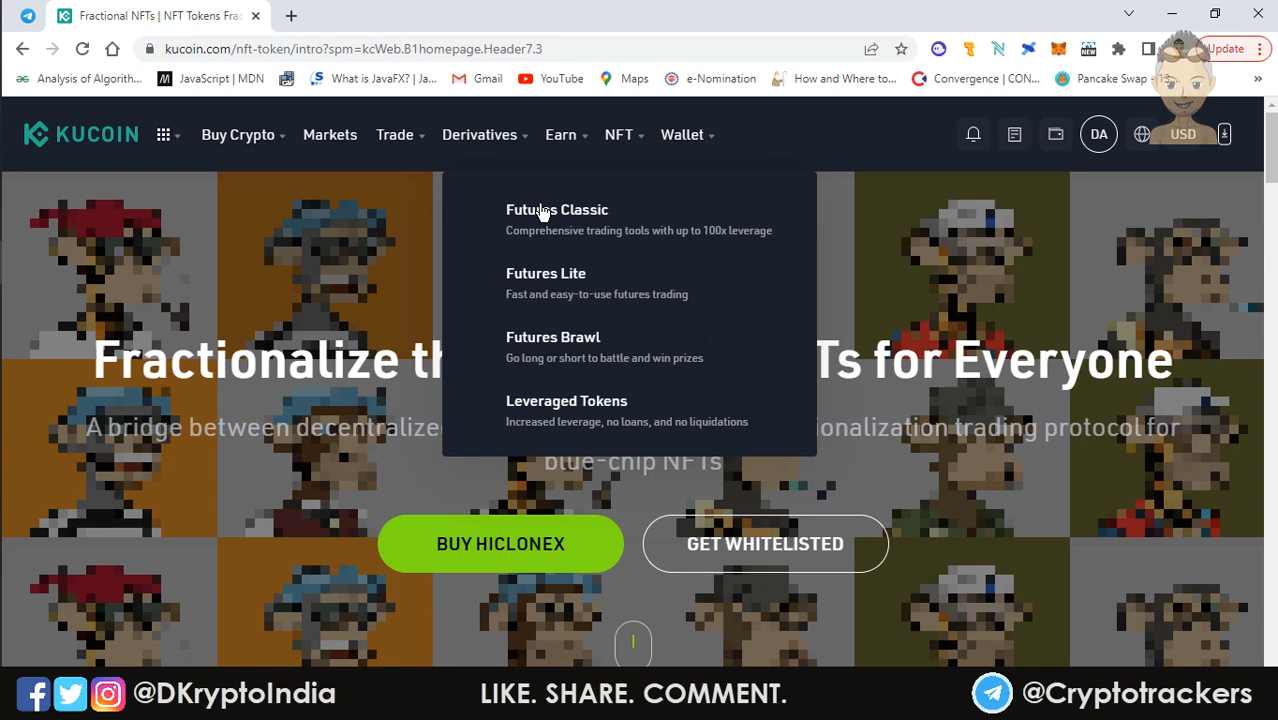 Fractional NFTs | NFT Tokens Frac
kucoin.com/nft-token/intro?spm=kcWeb.B1homepage.Header7.3
Update
Analysis of Algorith...
JavaScript | MDN
What is JavaFX? | Ja...
Gmail
YouTube
Maps
e-Nomination
How and Where to...
Convergence | CON...
Pancake Swap
KUCOIN
Buy Crypto
Markets
Trade
Derivatives
Earn
NFT
Wallet
DA
USD
Futures Classic
Comprehensive trading tools with up to 100x leverage
Futures Lite
Fast and easy-to-use futures trading
Futures Brawl
Go long or short to battle and win prizes
Leveraged Tokens
Increased leverage, no loans, and no liquidations
Fractionalize th Ts for Everyone
A bridge between decentralize ionalization trading protocol for
blue-chip NFTs
BUY HICLONEX
GET WHITELISTED
@DKryptoIndia
LIKE. SHARE. COMMENT.
@Cryptotrackers